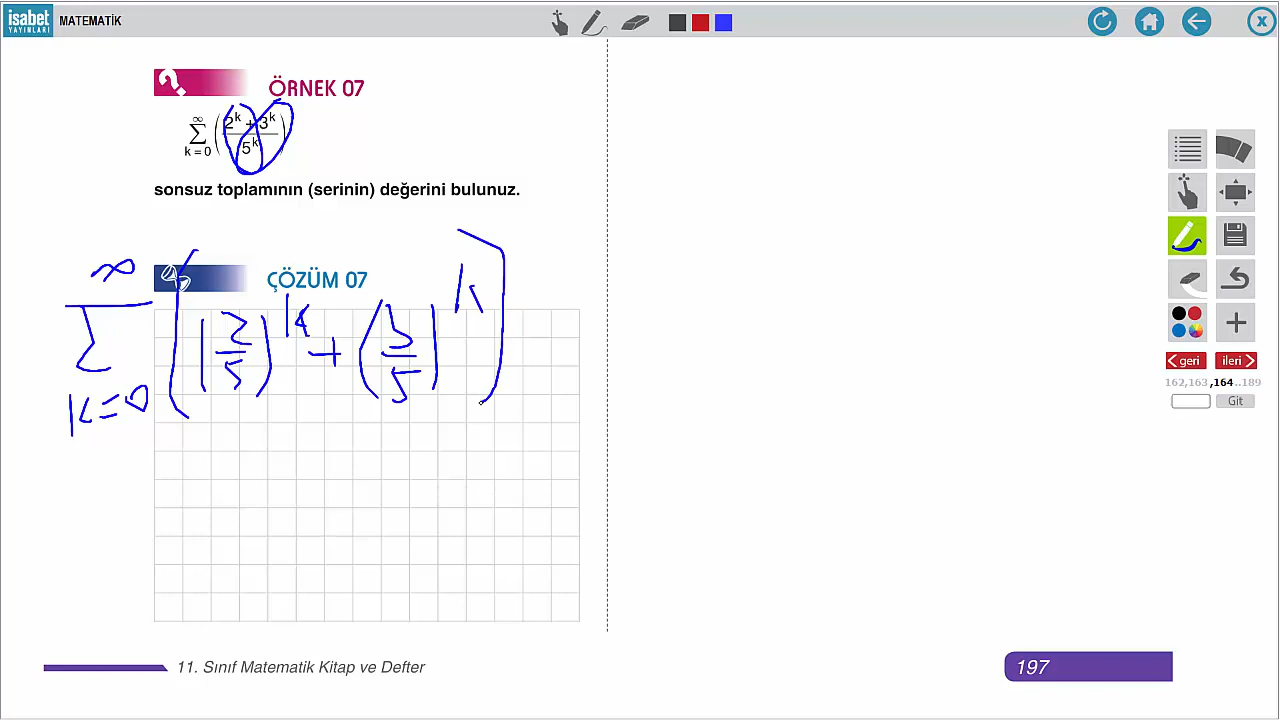 isabet
YAYINLARI
MATEMATİK
ÖRNEK 07
∞
Σ
k = 0
( 2^k + 3^k / 5^k )
sonsuz toplamının (serinin) değerini bulunuz.
ÇÖZÜM 07
∞
Σ ( (2/5)^k + (3/5)^k )
k=0
geri
ileri
162,163,164..189
Git
11. Sınıf Matematik Kitap ve Defter
197